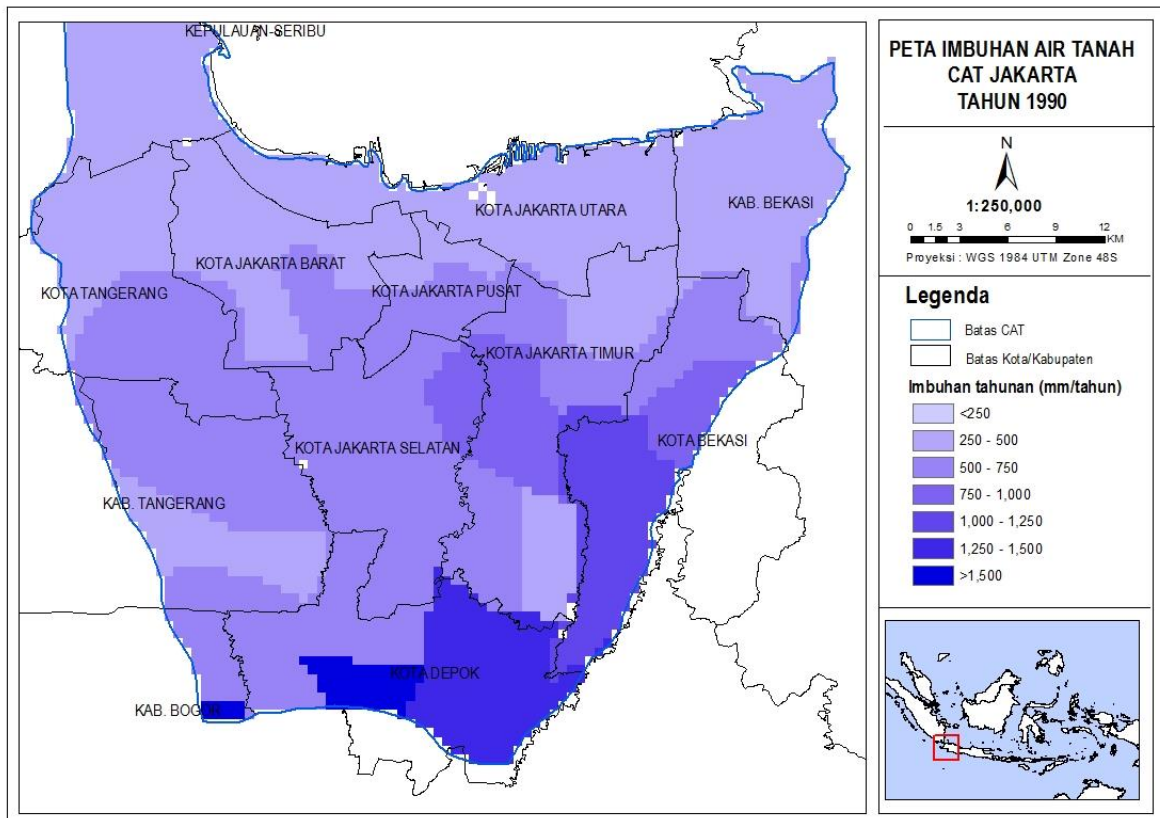 KEPULAUAN-SERIBU
KOTA JAKARTA UTARA
KAB. BEKASI
KOTA JAKARTA BARAT
KOTA TANGERANG
KOTA JAKARTA PUSAT
KOTA JAKARTA TIMUR
KOTA JAKARTA SELATAN
KOTA BEKASI
KAB. TANGERANG
KOTA DEPOK
KAB. BOGOR
PETA IMBUHAN AIR TANAH
CAT JAKARTA
TAHUN 1990
N
1:250,000
0 1.5 3 6 9 12
KM
Proyeksi : WGS 1984 UTM Zone 48S
Legenda
Batas CAT
Batas Kota/Kabupaten
Imbuhan tahunan (mm/tahun)
<250
250 - 500
500 - 750
750 - 1,000
1,000 - 1,250
1,250 - 1,500
>1,500